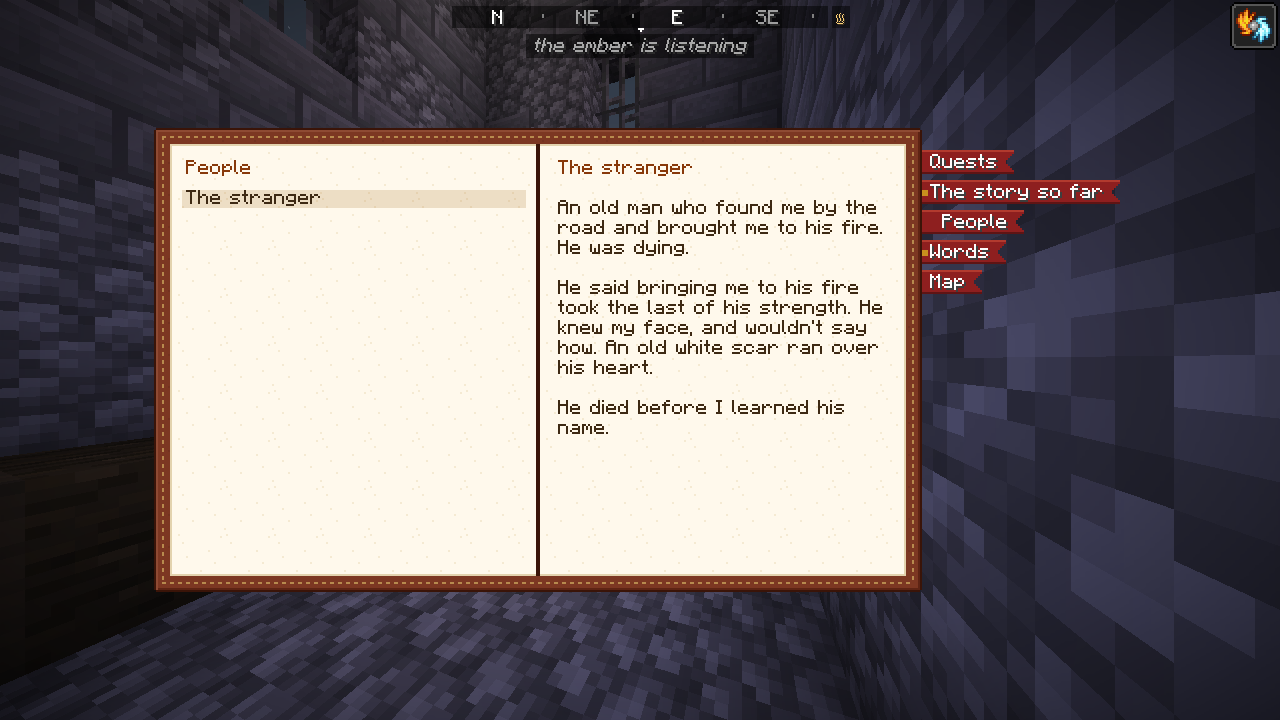 N · NE · E · SE ·
the ember is listening
People
The stranger
The stranger
An old man who found me by the
road and brought me to his fire.
He was dying.
He said bringing me to his fire
took the last of his strength. He
knew my face, and wouldn't say
how. An old white scar ran over
his heart.
He died before I learned his
name.
Quests
The story so far
People
Words
Map